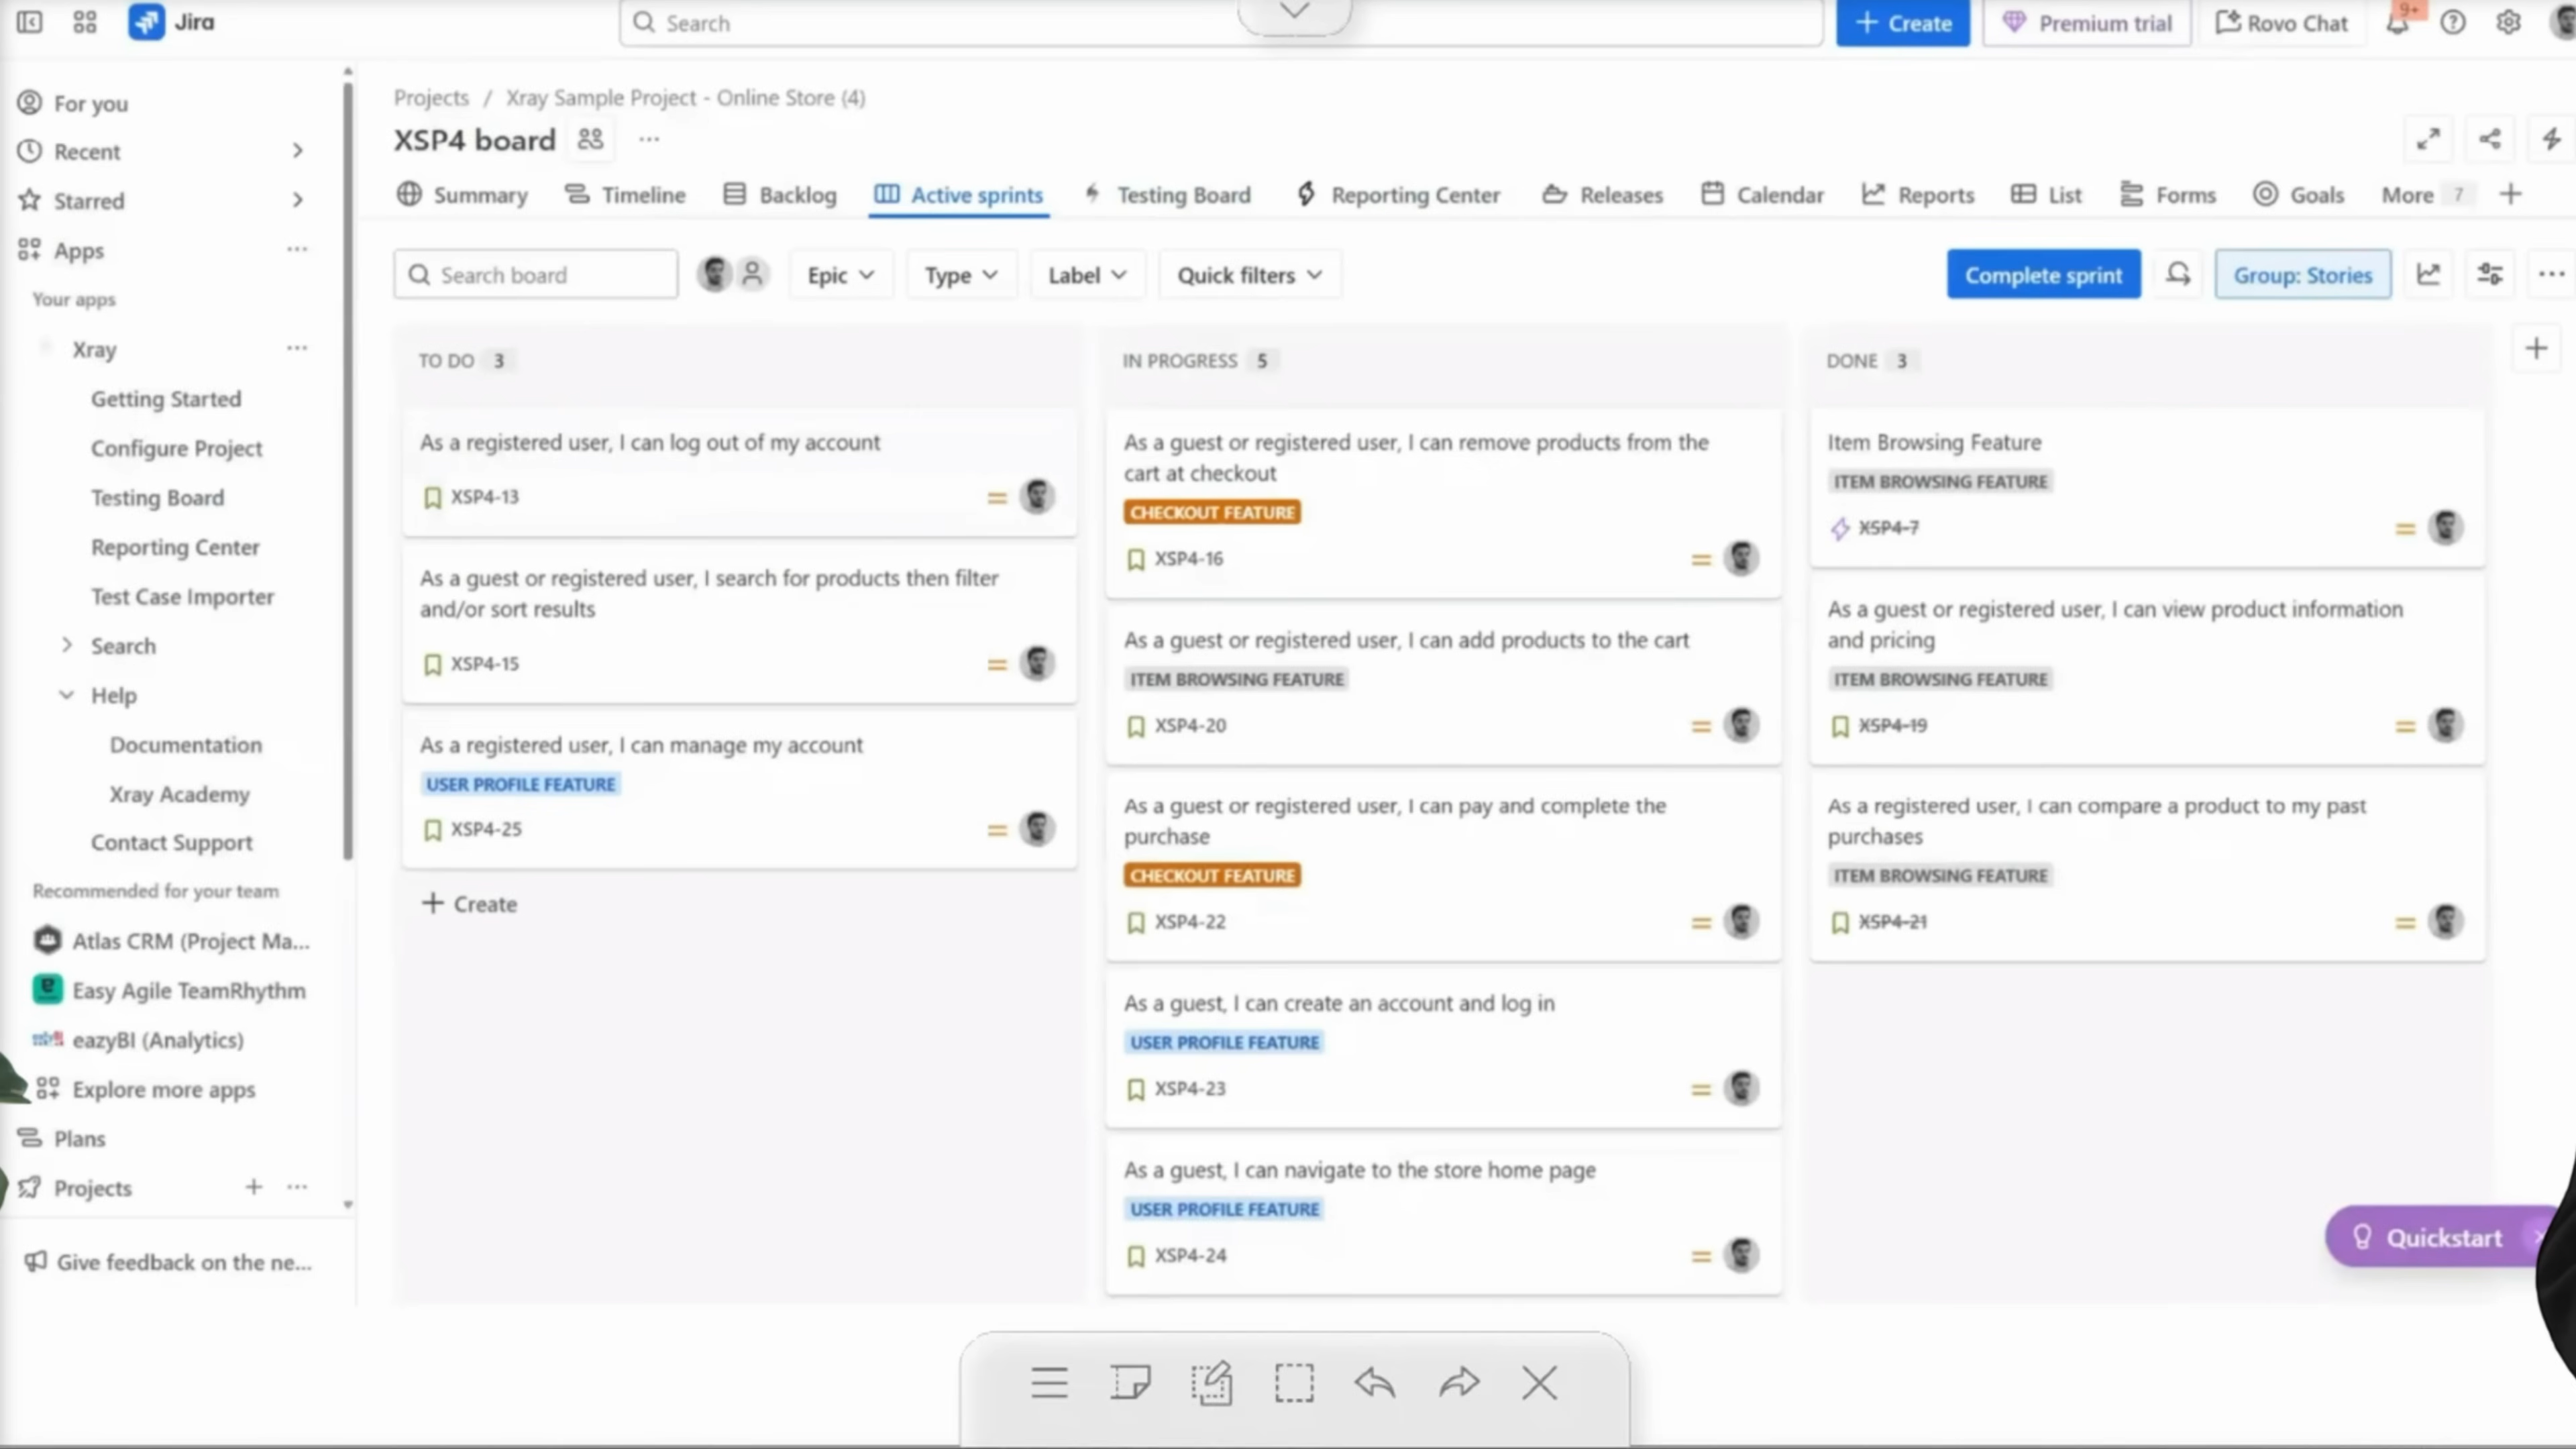 Jira
Search
Create
Premium trial
Rovo Chat
9+
For you
Recent
Starred
Apps
Your apps
Xray
Getting Started
Configure Project
Testing Board
Reporting Center
Test Case Importer
Search
Help
Documentation
Xray Academy
Contact Support
Recommended for your team
Atlas CRM (Project Ma...
Easy Agile TeamRhythm
eazyBI (Analytics)
Explore more apps
Plans
Projects
Give feedback on the ne...
Projects / Xray Sample Project - Online Store (4)
XSP4 board
Summary
Timeline
Backlog
Active sprints
Testing Board
Reporting Center
Releases
Calendar
Reports
List
Forms
Goals
More 7
Search board
Epic
Type
Label
Quick filters
Complete sprint
Group: Stories
TO DO 3
As a registered user, I can log out of my account
XSP4-13
As a guest or registered user, I search for products then filter
and/or sort results
XSP4-15
As a registered user, I can manage my account
USER PROFILE FEATURE
XSP4-25
Create
IN PROGRESS 5
As a guest or registered user, I can remove products from the
cart at checkout
CHECKOUT FEATURE
XSP4-16
As a guest or registered user, I can add products to the cart
ITEM BROWSING FEATURE
XSP4-20
As a guest or registered user, I can pay and complete the
purchase
CHECKOUT FEATURE
XSP4-22
As a guest, I can create an account and log in
USER PROFILE FEATURE
XSP4-23
As a guest, I can navigate to the store home page
USER PROFILE FEATURE
XSP4-24
DONE 3
Item Browsing Feature
ITEM BROWSING FEATURE
XSP4-7
As a guest or registered user, I can view product information
and pricing
ITEM BROWSING FEATURE
XSP4-19
As a registered user, I can compare a product to my past
purchases
ITEM BROWSING FEATURE
XSP4-21
Quickstart